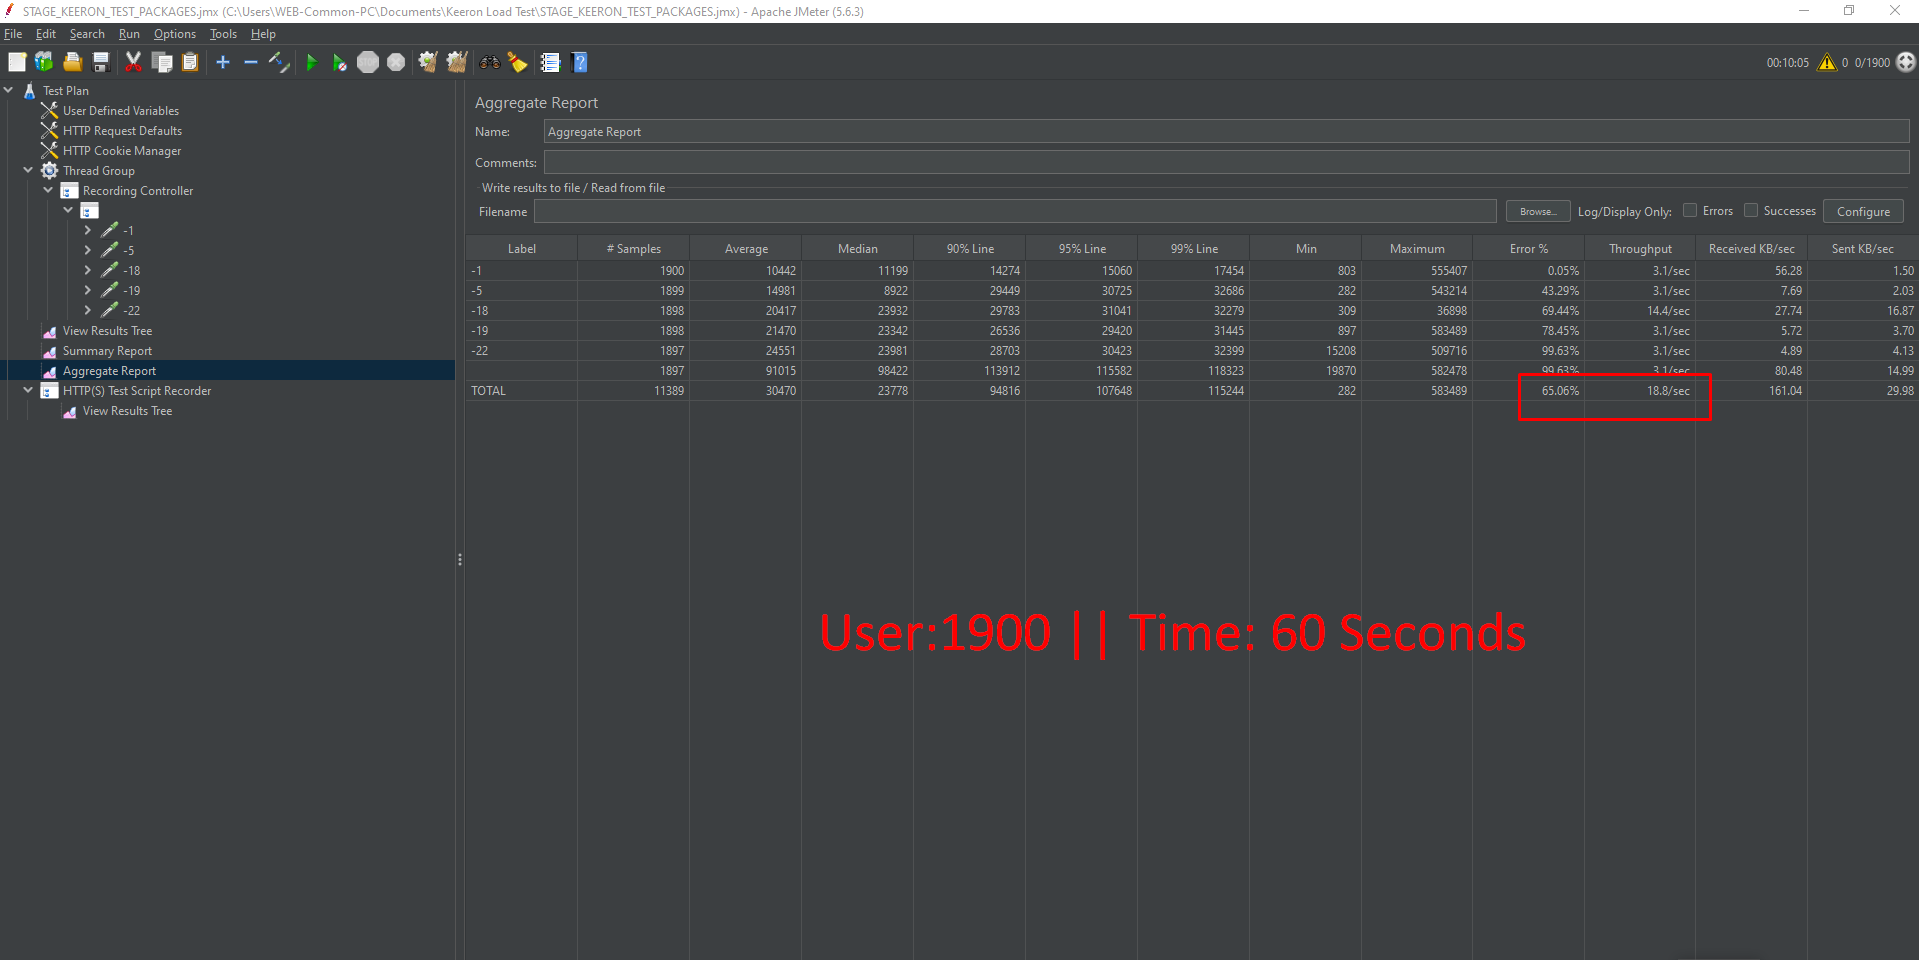 STAGE_KEERON_TEST_PACKAGES.jmx (C:\Users\WEB-Common-PC\Documents\Keeron Load Test\STAGE_KEERON_TEST_PACKAGES.jmx) - Apache JMeter (5.6.3)
File Edit Search Run Options Tools Help
00:10:05 0 0/1900
Test Plan
User Defined Variables
HTTP Request Defaults
HTTP Cookie Manager
Thread Group
Recording Controller
-1
-5
-18
-19
-22
View Results Tree
Summary Report
Aggregate Report
HTTP(S) Test Script Recorder
View Results Tree
Aggregate Report
Name: Aggregate Report
Comments:
Write results to file / Read from file
Filename Browse... Log/Display Only: Errors Successes Configure
Label # Samples Average Median 90% Line 95% Line 99% Line Min Maximum Error % Throughput Received KB/sec Sent KB/sec
-1 1900 10442 11199 14274 15060 17454 803 555407 0.05% 3.1/sec 56.28 1.50
-5 1899 14981 8922 29449 30725 32686 282 543214 43.29% 3.1/sec 7.69 2.03
-18 1898 20417 23932 29783 31041 32279 309 36898 69.44% 14.4/sec 27.74 16.87
-19 1898 21470 23342 26536 29420 31445 897 583489 78.45% 3.1/sec 5.72 3.70
-22 1897 24551 23981 28703 30423 32399 15208 509716 99.63% 3.1/sec 4.89 4.13
1897 91015 98422 113912 115582 118323 19870 582478 99.63% 3.1/sec 80.48 14.99
TOTAL 11389 30470 23778 94816 107648 115244 282 583489 65.06% 18.8/sec 161.04 29.98
User:1900 || Time: 60 Seconds